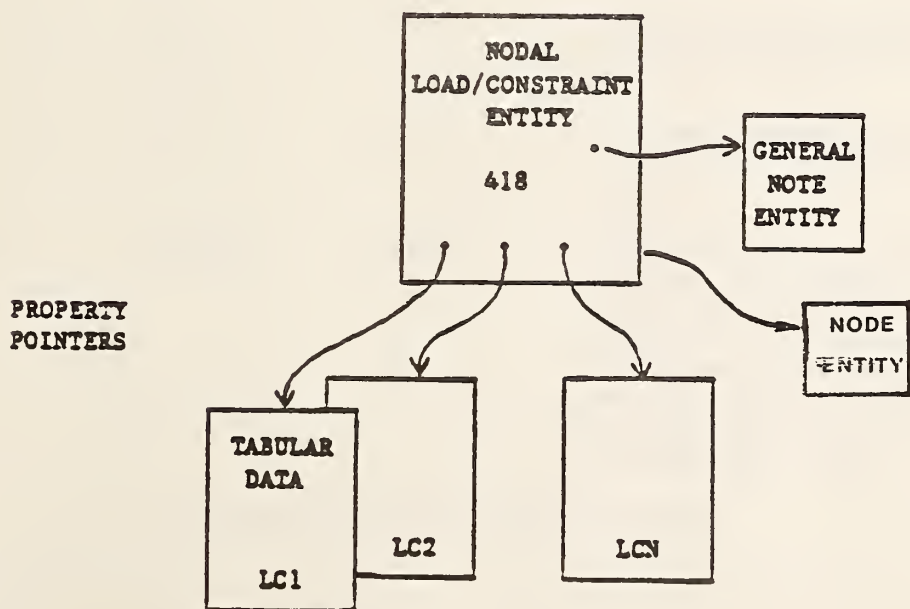 NODAL
LOAD/CONSTRAINT
ENTITY
418
GENERAL
NOTE
ENTITY
PROPERTY
POINTERS
NODE
ENTITY
TABULAR
DATA
LC1
LC2
LCN